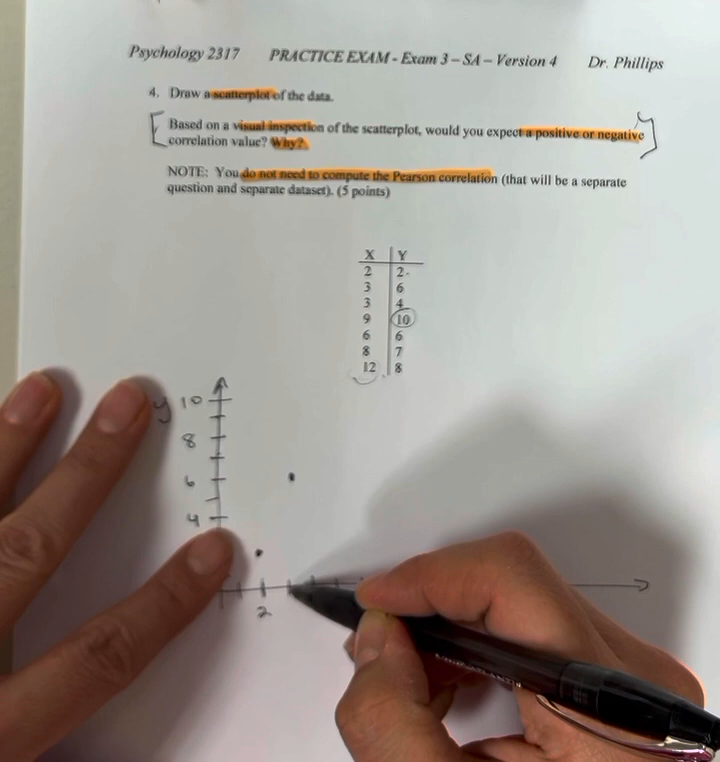 Psychology 2317 PRACTICE EXAM - Exam 3 – SA – Version 4 Dr. Phillips
4. Draw a scatterplot of the data.
Based on a visual inspection of the scatterplot, would you expect a positive or negative
correlation value? Why?
NOTE: You do not need to compute the Pearson correlation (that will be a separate
question and separate dataset). (5 points)
X Y
2 2
3 6
3 4
9 10
6 6
8 7
12 8
y 10
8
6
4
2